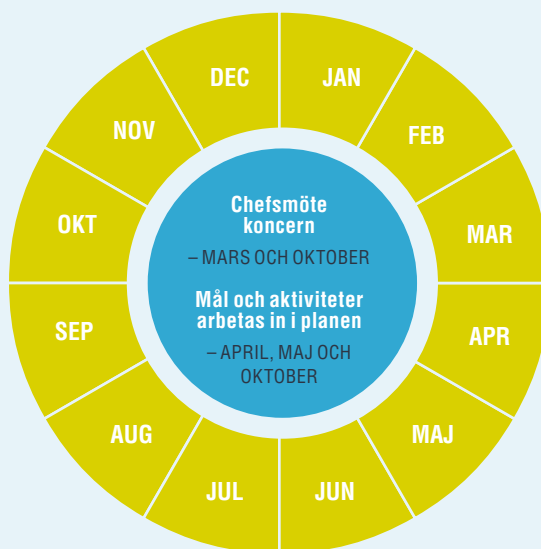 DEC
JAN
NOV
FEB
OKT
MAR
SEP
APR
AUG
MAJ
JUL
JUN
Chefsmöte
koncern
– MARS OCH OKTOBER
Mål och aktiviteter
arbetas in i planen
– APRIL, MAJ OCH
OKTOBER